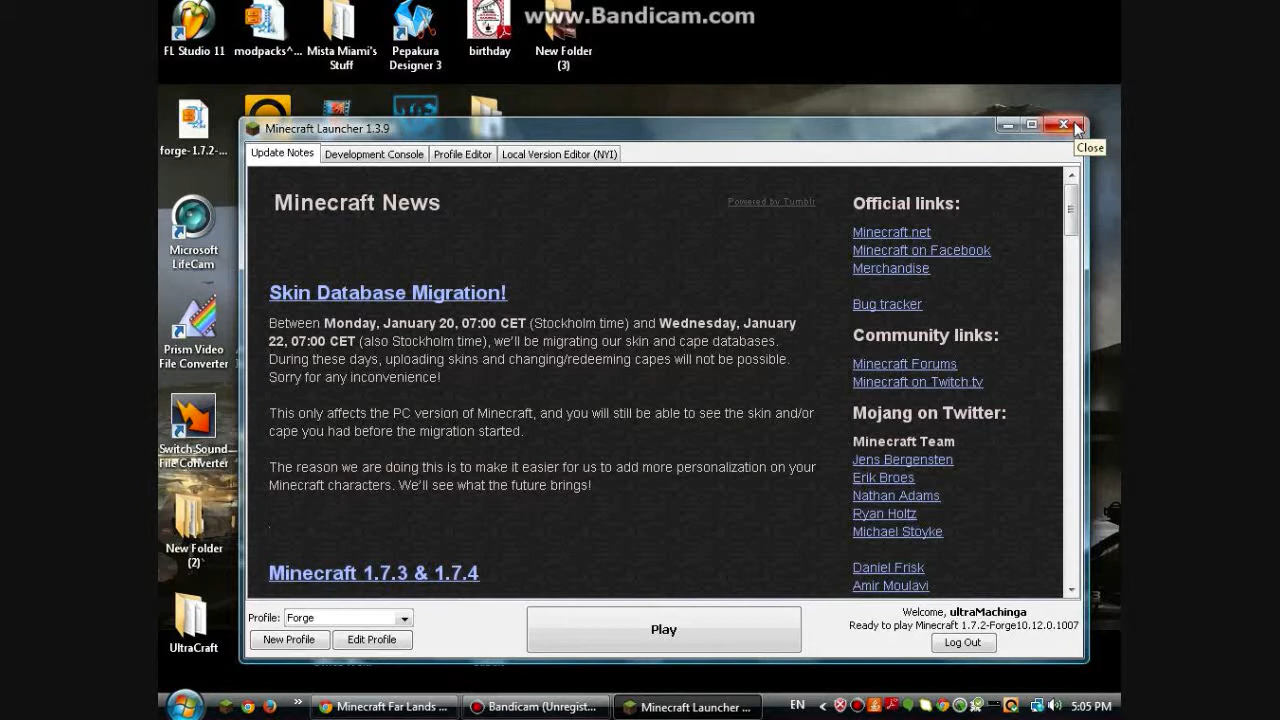 www.Bandicam.com
FL Studio 11
modpacks^...
Mista Miami's
Stuff
Pepakura
Designer 3
birthday
New Folder
(3)
forge-1.7.2-...
Microsoft
LifeCam
Prism Video
File Converter
Switch Sound
File Converter
New Folder
(2)
UltraCraft
Minecraft Launcher 1.3.9
Close
Update Notes
Development Console
Profile Editor
Local Version Editor (NYI)
Minecraft News
Powered by Tumblr
Skin Database Migration!
Between Monday, January 20, 07:00 CET (Stockholm time) and Wednesday, January
22, 07:00 CET (also Stockholm time), we'll be migrating our skin and cape databases.
During these days, uploading skins and changing/redeeming capes will not be possible.
Sorry for any inconvenience!
This only affects the PC version of Minecraft, and you will still be able to see the skin and/or
cape you had before the migration started.
The reason we are doing this is to make it easier for us to add more personalization on your
Minecraft characters. We'll see what the future brings!
.
Minecraft 1.7.3 & 1.7.4
Official links:
Minecraft.net
Minecraft on Facebook
Merchandise
Bug tracker
Community links:
Minecraft Forums
Minecraft on Twitch.tv
Mojang on Twitter:
Minecraft Team
Jens Bergensten
Erik Broes
Nathan Adams
Ryan Holtz
Michael Stoyke
Daniel Frisk
Amir Moulavi
Profile: Forge
New Profile
Edit Profile
Play
Welcome, ultraMachinga
Ready to play Minecraft 1.7.2-Forge10.12.0.1007
Log Out
Minecraft Far Lands ...
Bandicam (Unregist...
Minecraft Launcher ...
EN
5:05 PM